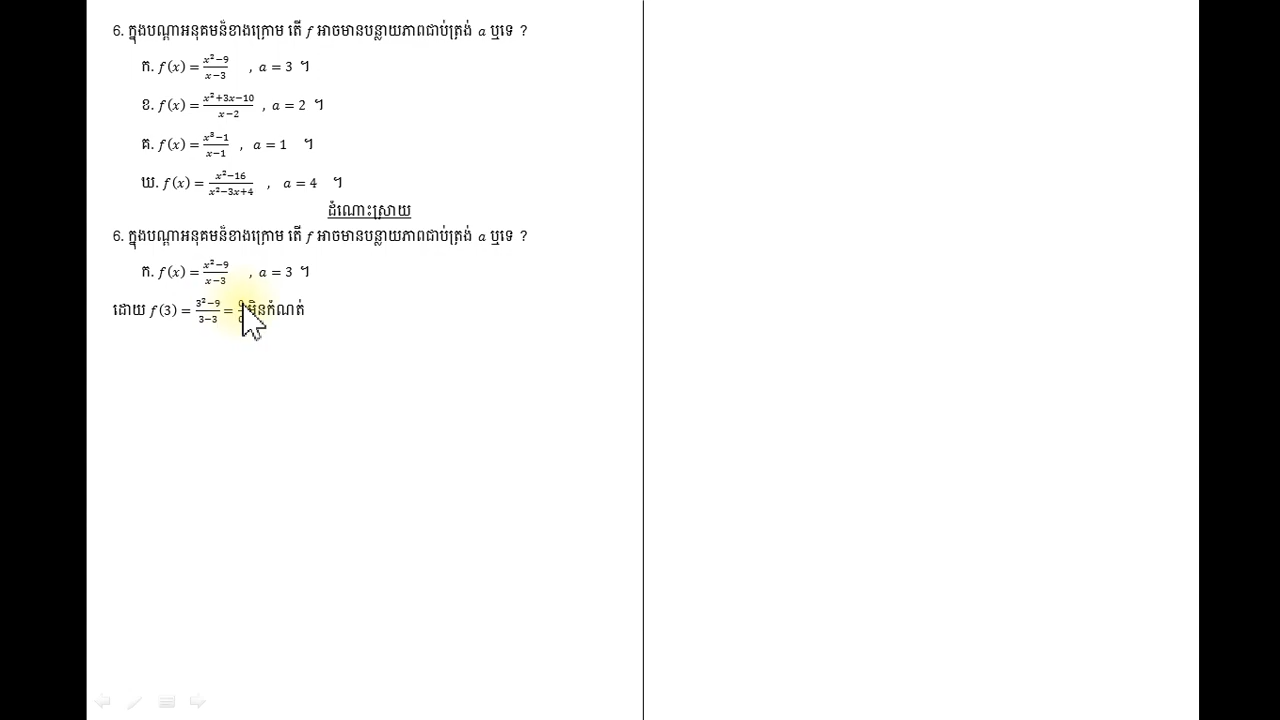 6. ក្នុងបណ្តាអនុគមន៍ខាងក្រោម តើ f អាចមានបន្លាយភាពជាប់ត្រង់ a ឬទេ ?
ក. f(x) = (x²−9)/(x−3) , a = 3 ។
ខ. f(x) = (x²+3x−10)/(x−2) , a = 2 ។
គ. f(x) = (x³−1)/(x−1) , a = 1 ។
ឃ. f(x) = (x²−16)/(x²−3x+4) , a = 4 ។
ដំណោះស្រាយ
6. ក្នុងបណ្តាអនុគមន៍ខាងក្រោម តើ f អាចមានបន្លាយភាពជាប់ត្រង់ a ឬទេ ?
ក. f(x) = (x²−9)/(x−3) , a = 3 ។
ដោយ f(3) = (3²−9)/(3−3) = 0/0 មិនកំណត់